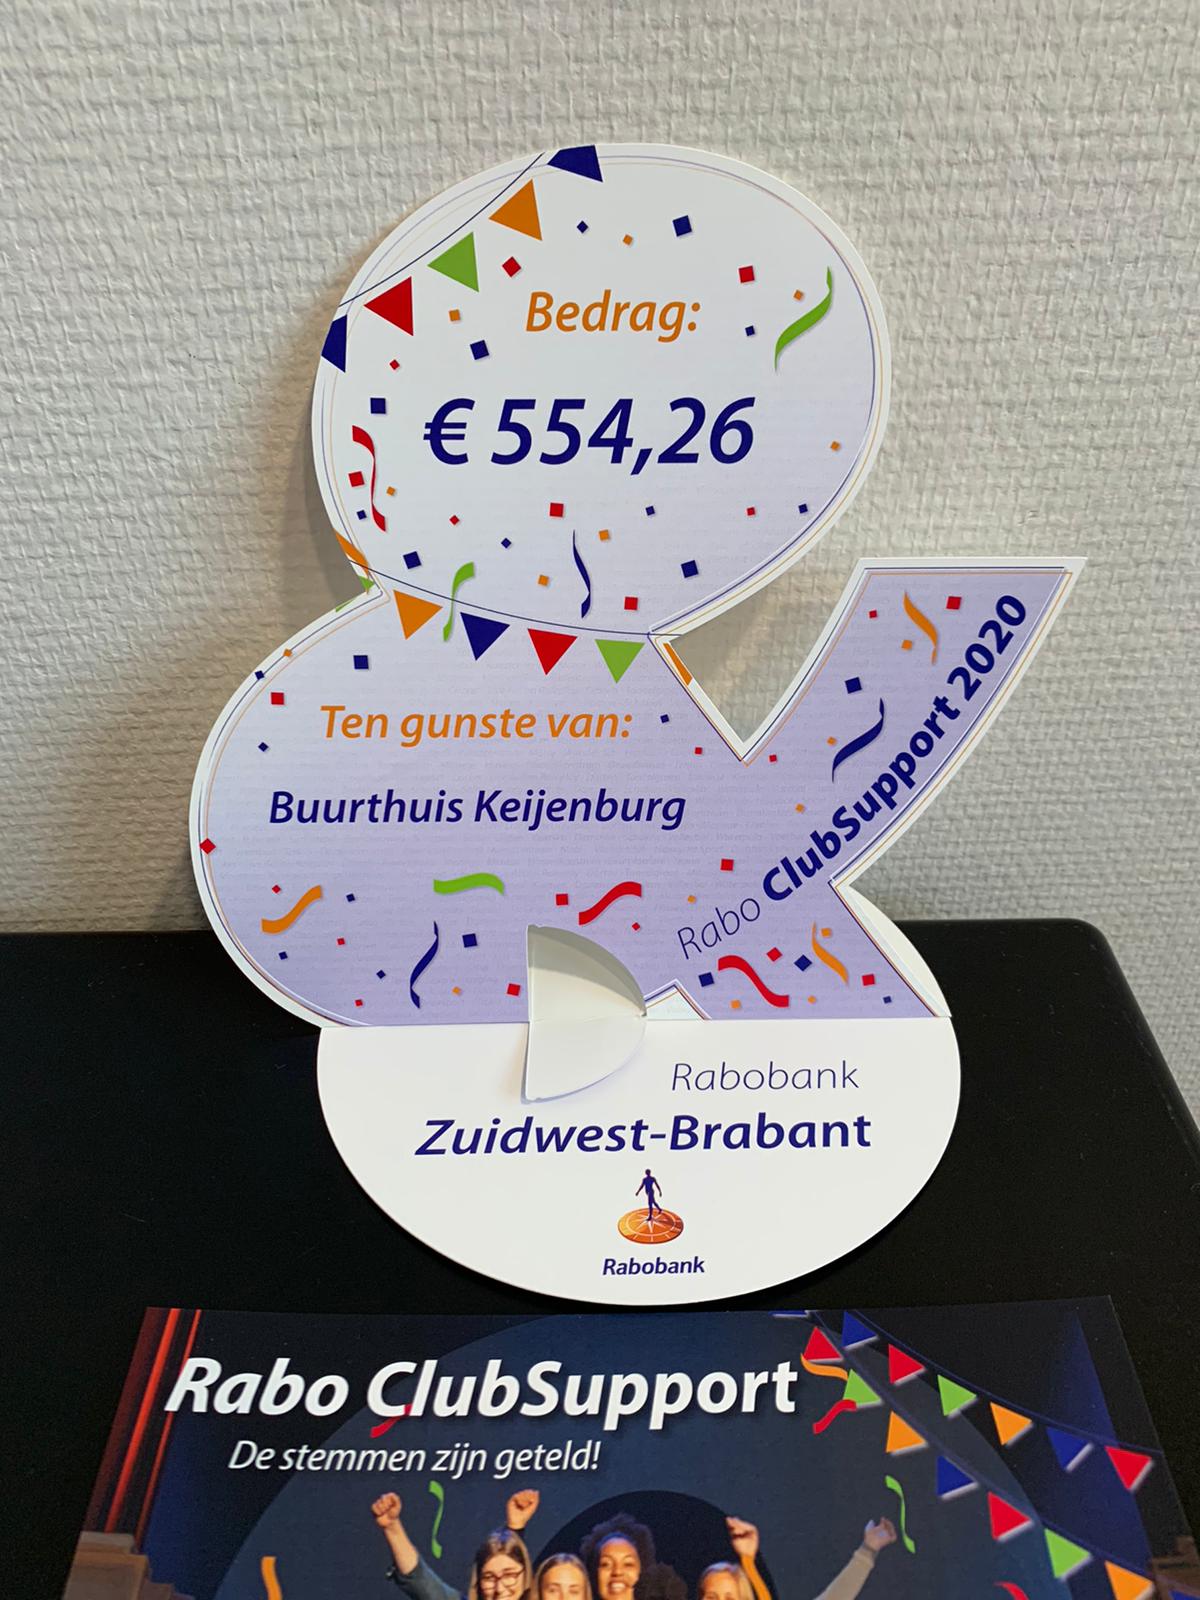 Bedrag:
€ 554,26
Ten gunste van:
Buurthuis Keijenburg
Rabo ClubSupport 2020
Rabobank
Zuidwest-Brabant
Rabobank
Rabo ClubSupport
De stemmen zijn geteld!